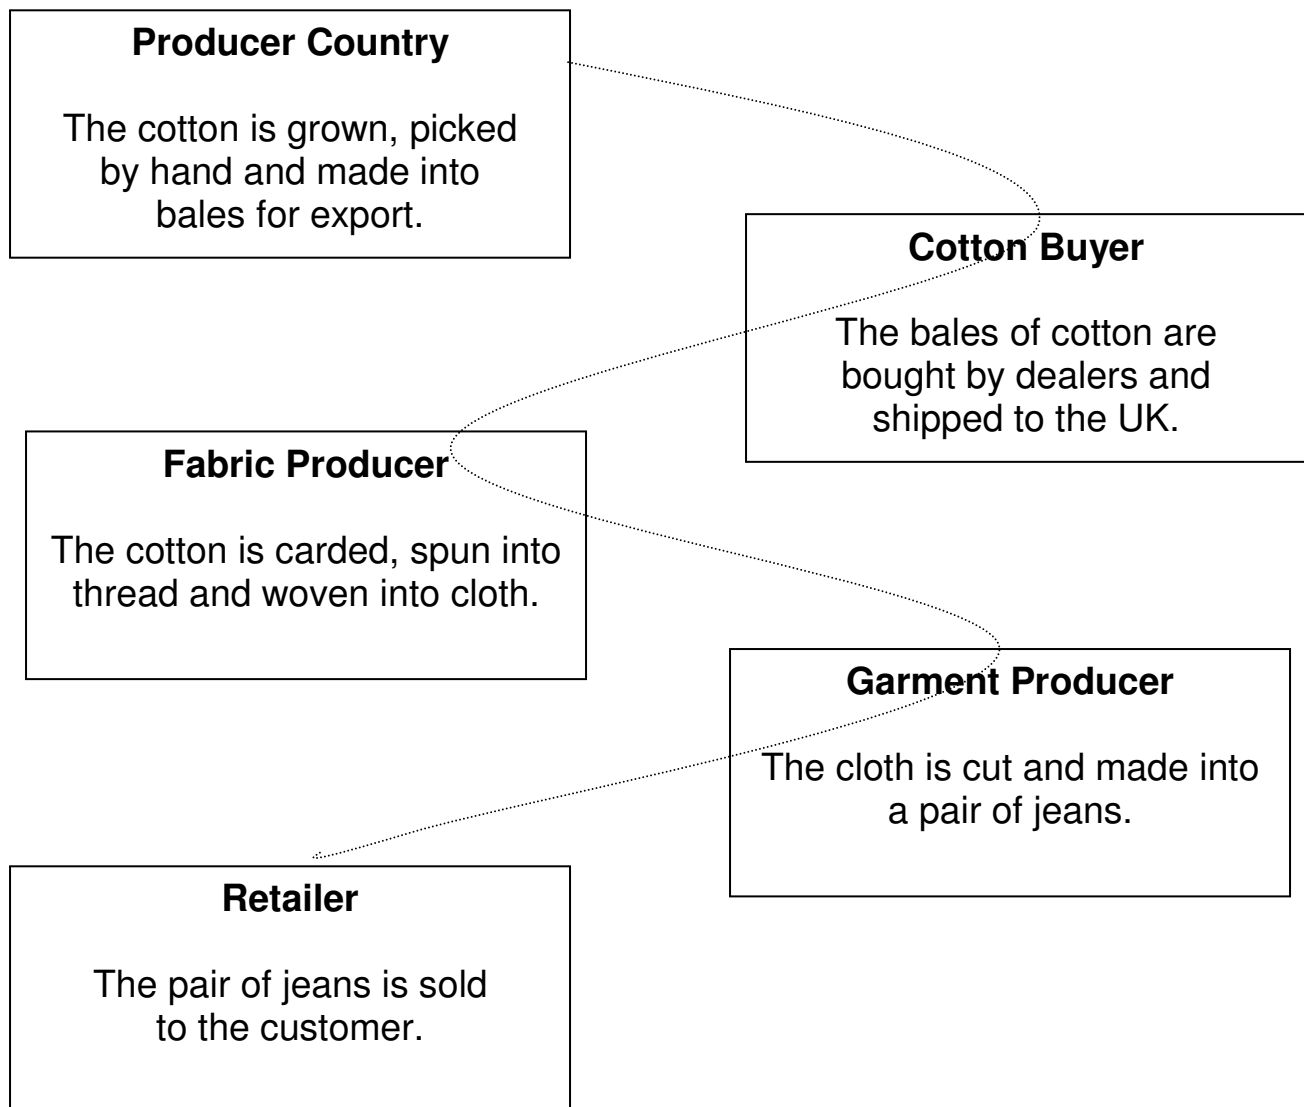 Producer Country
The cotton is grown, picked
by hand and made into
bales for export.
Cotton Buyer
The bales of cotton are
bought by dealers and
shipped to the UK.
Fabric Producer
The cotton is carded, spun into
thread and woven into cloth.
Garment Producer
The cloth is cut and made into
a pair of jeans.
Retailer
The pair of jeans is sold
to the customer.